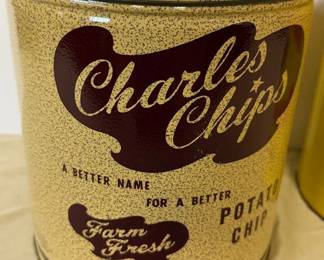 Charles
Chips
A BETTER NAME
FOR A BETTER
POTATO
CHIP
Farm
Fresh